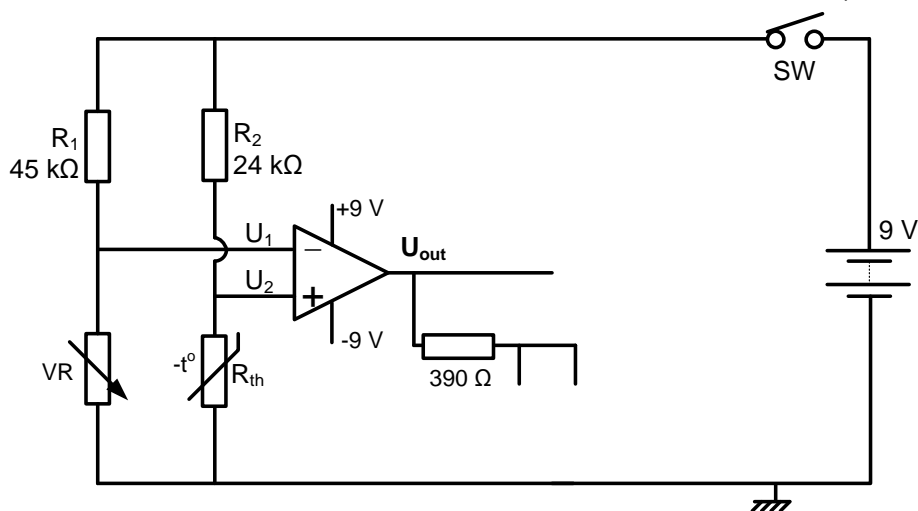 SW
R₁
45 kΩ
R₂
24 kΩ
+9 V
U₁
−
Uout
9 V
U₂
+
-9 V
VR
-t°
Rth
390 Ω